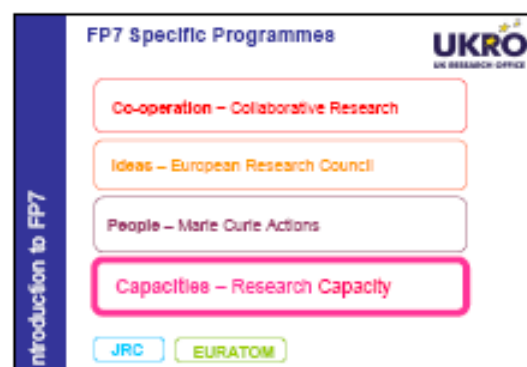 FP7 Specific Programmes
UKRO
UK RESEARCH OFFICE
Co-operation – Collaborative Research
Ideas – European Research Council
People – Marie Curie Actions
Capacities – Research Capacity
JRC
EURATOM
ntroduction to FP7